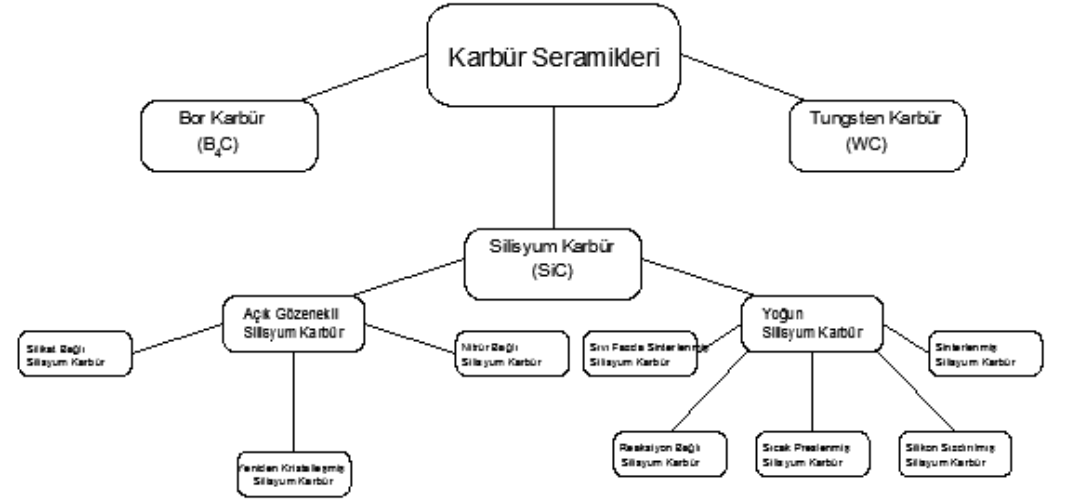 Karbür Seramikleri
Bor Karbür
(B₄C)
Tungsten Karbür
(WC)
Silisyum Karbür
(SiC)
Açık Gözenekli
Silisyum Karbür
Yoğun
Silisyum Karbür
Silikat Bağlı
Silisyum Karbür
Nitrür Bağlı
Silisyum Karbür
Sıvı Fazda Sinterlenmiş
Silisyum Karbür
Sinterlenmiş
Silisyum Karbür
Yeniden Kristalleşmiş
Silisyum Karbür
Reaksiyon Bağlı
Silisyum Karbür
Sıcak Preslenmiş
Silisyum Karbür
Silikon Sızdırılmış
Silisyum Karbür